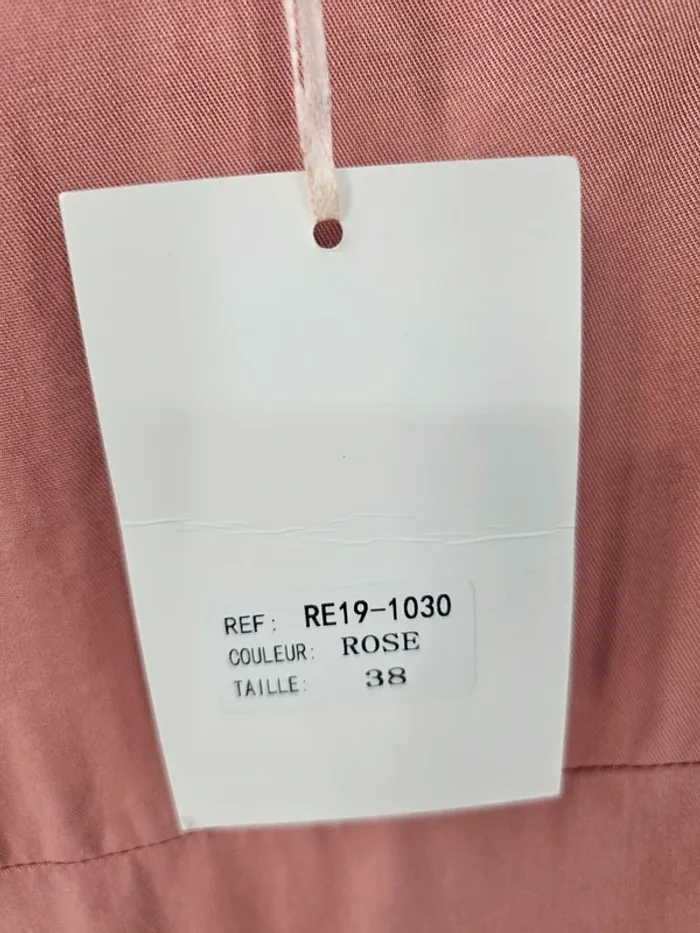 REF: RE19-1030
COULEUR: ROSE
TAILLE: 38